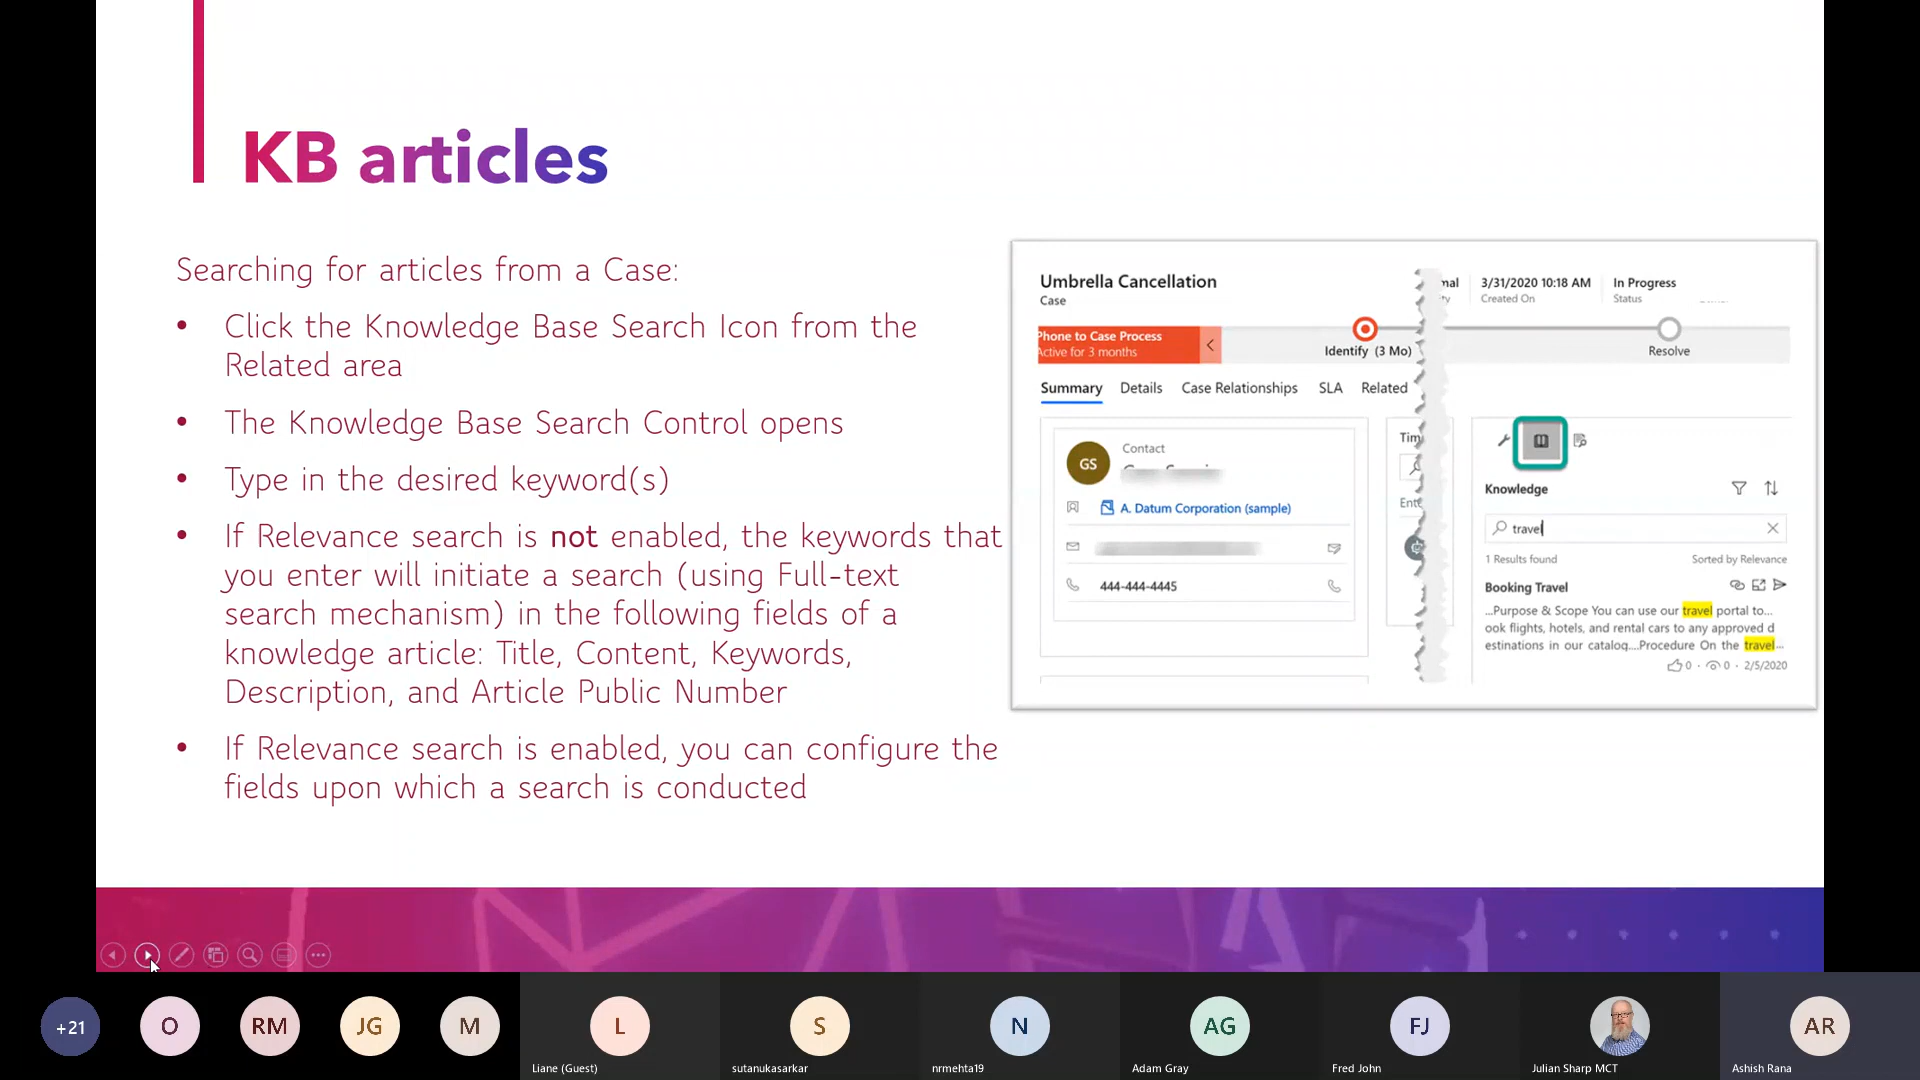 KB articles
Searching for articles from a Case:
• Click the Knowledge Base Search Icon from the
Related area
• The Knowledge Base Search Control opens
• Type in the desired keyword(s)
• If Relevance search is not enabled, the keywords that
you enter will initiate a search (using Full-text
search mechanism) in the following fields of a
knowledge article: Title, Content, Keywords,
Description, and Article Public Number
• If Relevance search is enabled, you can configure the
fields upon which a search is conducted
Umbrella Cancellation
Case
mal
3/31/2020 10:18 AM
Created On
In Progress
Status
Phone to Case Process
Active for 3 months
Identify (3 Mo)
Resolve
Summary Details Case Relationships SLA Related
GS
Contact
A. Datum Corporation (sample)
444-444-4445
Tim
Ente
Knowledge
travel
1 Results found
Sorted by Relevance
Booking Travel
...Purpose & Scope You can use our travel portal to...
ook flights, hotels, and rental cars to any approved d
estinations in our catalog....Procedure On the travel...
0 · 0 · 2/5/2020
+21
O
RM
JG
M
L
Liane (Guest)
S
sutanukasarkar
N
nrmehta19
AG
Adam Gray
FJ
Fred John
Julian Sharp MCT
AR
Ashish Rana